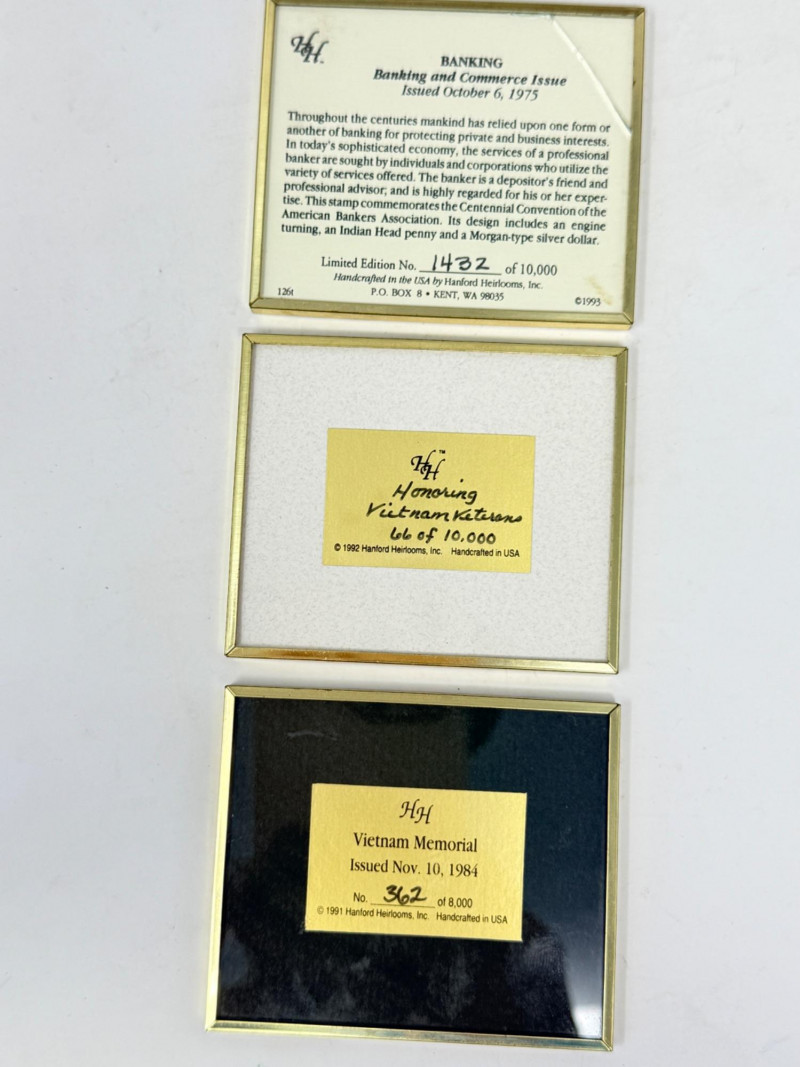 HH
BANKING
Banking and Commerce Issue
Issued October 6, 1975
Throughout the centuries mankind has relied upon one form or
another of banking for protecting private and business interests.
In today's sophisticated economy, the services of a professional
banker are sought by individuals and corporations who utilize the
variety of services offered. The banker is a depositor's friend and
professional advisor, and is highly regarded for his or her exper-
tise. This stamp commemorates the Centennial Convention of the
American Bankers Association. Its design includes an engine
turning, an Indian Head penny and a Morgan-type silver dollar.
Limited Edition No. 1432 of 10,000
Handcrafted in the USA by Hanford Heirlooms, Inc.
126t P.O. BOX 8 • KENT, WA 98035 ©1993
HH™
Honoring
Vietnam Veterans
66 of 10,000
© 1992 Hanford Heirlooms, Inc. Handcrafted in USA
HH
Vietnam Memorial
Issued Nov. 10, 1984
No. 362 of 8,000
© 1991 Hanford Heirlooms, Inc. Handcrafted in USA